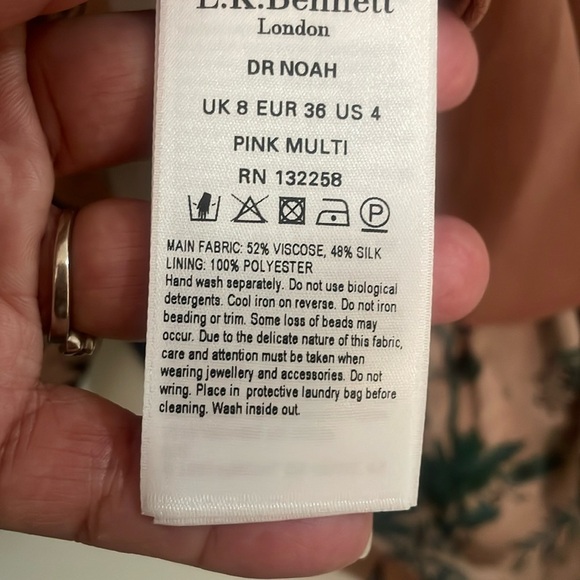 L.K.Bennett
London
DR NOAH
UK 8 EUR 36 US 4
PINK MULTI
RN 132258
P
MAIN FABRIC: 52% VISCOSE, 48% SILK
LINING: 100% POLYESTER
Hand wash separately. Do not use biological
detergents. Cool iron on reverse. Do not iron
beading or trim. Some loss of beads may
occur. Due to the delicate nature of this fabric,
care and attention must be taken when
wearing jewellery and accessories. Do not
wring. Place in protective laundry bag before
cleaning. Wash inside out.